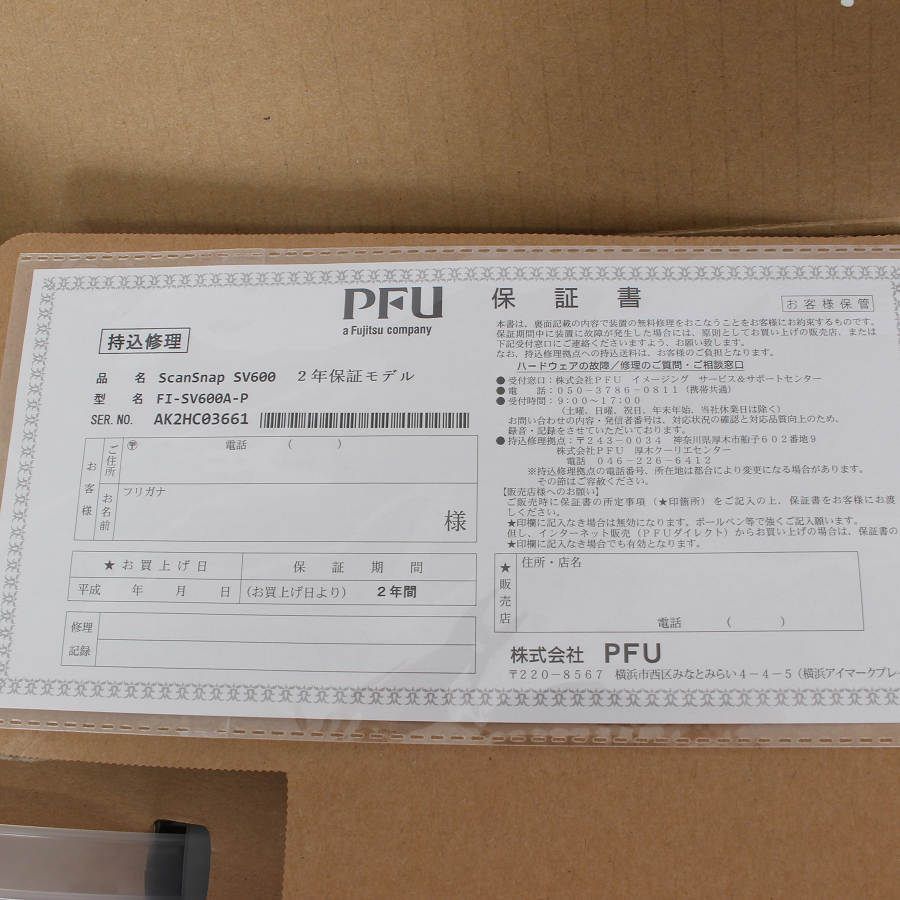 PFU
a Fujitsu company
保証書
お客様保管
持込修理
品名 ScanSnap SV600 2年保証モデル
型名 FI-SV600A-P
SER.NO. AK2HC03661
お客様
ご住所
〒 電話 ( )
お名前
フリガナ
様
★お買上げ日 保証期間
平成 年 月 日 (お買上げ日より) 2年間
修理記録
本書は、裏面記載の内容で装置の無料修理をおこなうことをお客様にお約束するものです。
保証期間中に装置に故障が発生した場合には、原則としてお買い上げの販売店、または
下記受付窓口にご連絡くださいますよう、お願い致します。
なお、持込修理拠点への持込送料は、お客様のご負担となります。
ハードウェアの故障/修理のご質問・ご相談窓口
●受付窓口:株式会社PFU イメージング サービス&サポートセンター
●電 話:050-3786-0811(携帯共通)
●受付時間:9:00~17:00
(土曜、日曜、祝日、年末年始、当社休業日は除く)
お問い合わせの内容・発信者番号は、対応状況の確認と対応品質向上のため、
録音・記録をさせていただいております。
●持込修理拠点:〒243-0034 神奈川県厚木市船子602番地9
株式会社PFU 厚木クーリエセンター
電話 046-226-6412
※持込修理拠点の電話番号、所在地は都合により変更になる場合があります。
その節はご容赦ください。
【販売店様へのお願い】
ご販売時に保証書の所定事項(★印箇所)をご記入の上、保証書をお客様にお渡
しください。
★印欄に記入なき場合は無効になります。ボールペン等で強くご記入願います。
但し、インターネット販売(PFUダイレクト)からお買い上げの場合は、保証書の
★印欄に記入なき場合でも有効となります。
★販売店
住所・店名
電話 ( )
株式会社 PFU
〒220-8567 横浜市西区みなとみらい4-4-5(横浜アイマークプレー